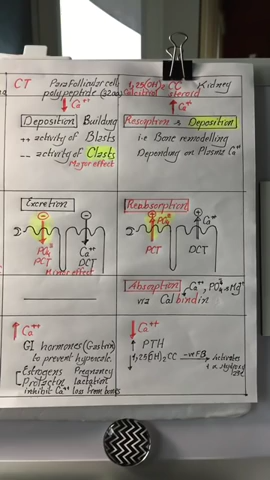 CT
Parafollicular cells
polypeptide (32aa)
↓ Ca++
1,25(OH)2 CC
steroid
Kidney
↑ Ca++
Deposition Building
++ activity of Blasts
-- activity of Clasts
Major effect
Resorption > Deposition
i.e Bone remodelling
Depending on Plasma Ca++
Excretion
PO4
PCT
Ca++
DCT
Minor effect
Reabsorption
PO4
PCT
Ca++
DCT
Absorption Ca++, PO4, Mg++
via Calbindin
↑ Ca++
GI hormones (Gastrin)
to prevent hypercalc.
Estrogens Pregnancy
Prolactin lactation
inhibit Ca++ loss from bones
↓ Ca++
↑ PTH
↓ 1,25(OH)2 CC -ve FB Activates